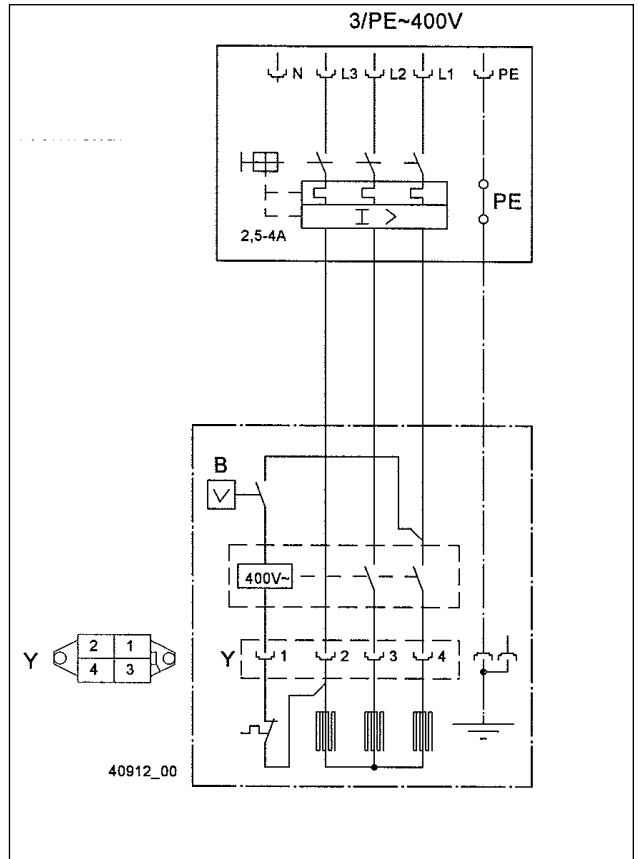 3/PE~400V
N L3 L2 L1 PE
PE
I >
2,5-4A
B
400V~
Y 1 2 3 4
Y
2 1
4 3
40912_00